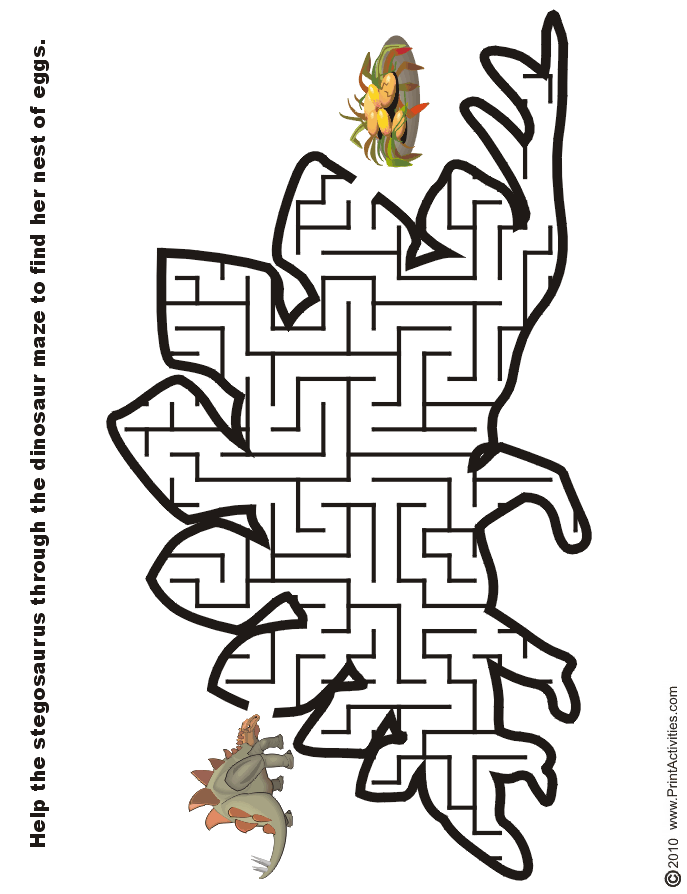 Help the stegosaurus through the dinosaur maze to find her nest of eggs.
©2010 www.PrintActivities.com